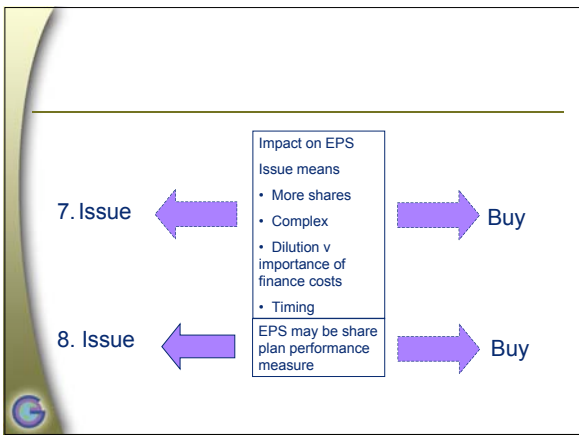 Impact on EPS
Issue means
• More shares
7. Issue
Buy
• Complex
• Dilution v
importance of
finance costs
• Timing
8. Issue
EPS may be share
plan performance
measure
Buy